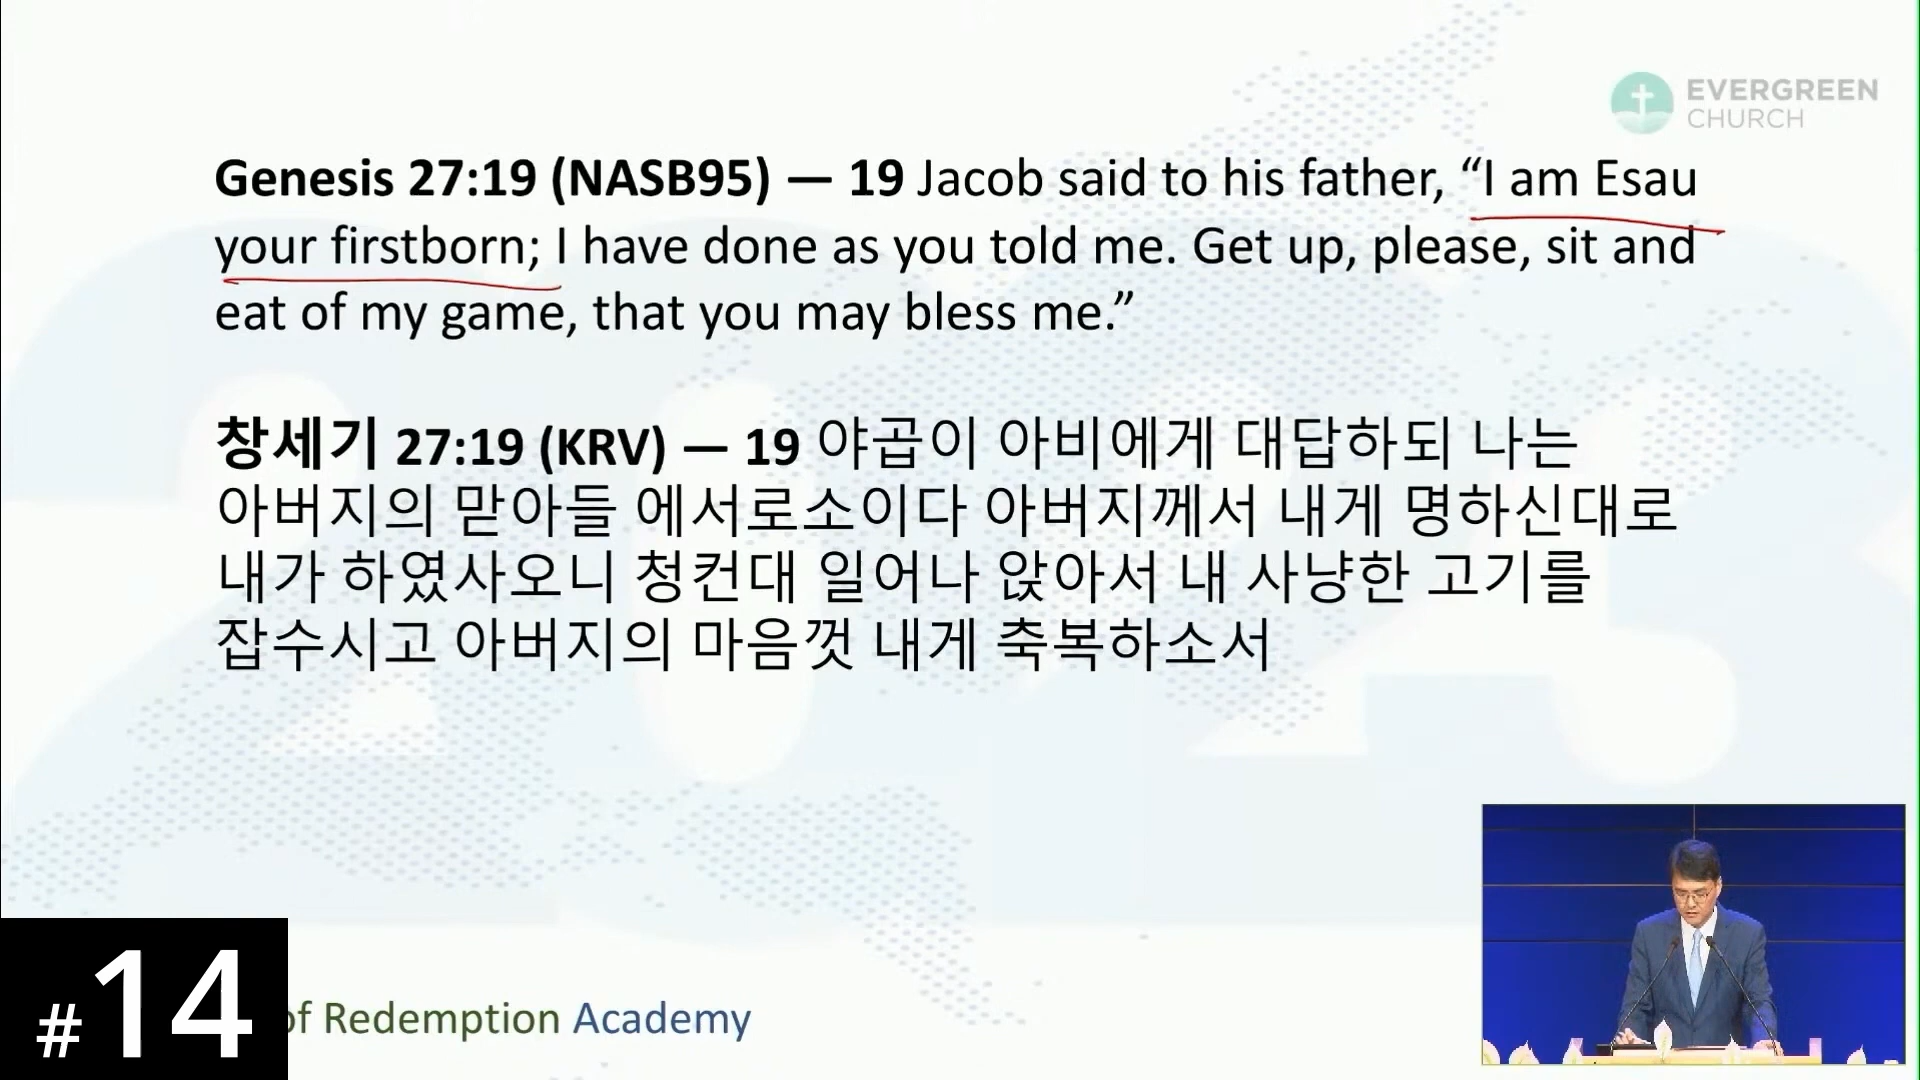 EVERGREEN
CHURCH
Genesis 27:19 (NASB95) — 19 Jacob said to his father, “I am Esau
your firstborn; I have done as you told me. Get up, please, sit and
eat of my game, that you may bless me.”
창세기 27:19 (KRV) — 19 야곱이 아비에게 대답하되 나는
아버지의 맏아들 에서로소이다 아버지께서 내게 명하신대로
내가 하였사오니 청컨대 일어나 앉아서 내 사냥한 고기를
잡수시고 아버지의 마음껏 내게 축복하소서
#14
of Redemption Academy